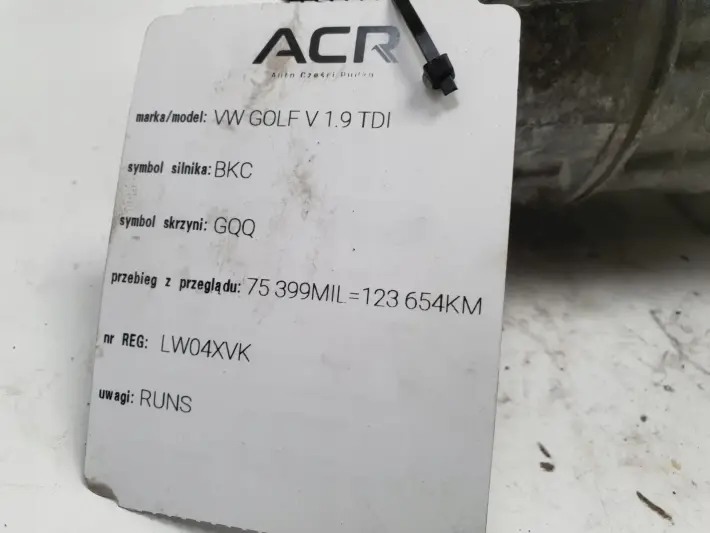 ACR
Auto Części Rudno
marka/model: VW GOLF V 1.9 TDI
symbol silnika: BKC
symbol skrzyni: GQQ
przebieg z przeglądu: 75 399MIL=123 654KM
nr REG: LW04XVK
uwagi: RUNS